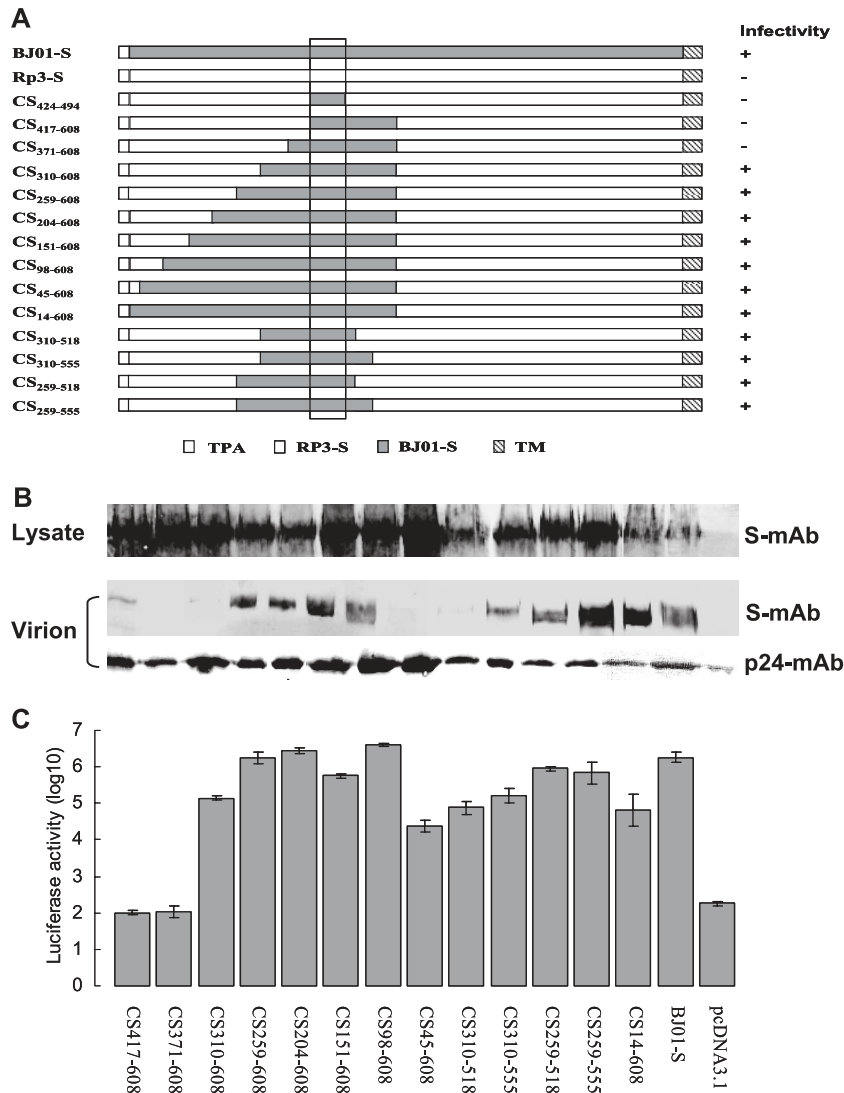 A
Infectivity
BJ01-S +
Rp3-S -
CS424-494 -
CS417-608 -
CS371-608 -
CS310-608 +
CS259-608 +
CS204-608 +
CS151-608 +
CS98-608 +
CS45-608 +
CS14-608 +
CS310-518 +
CS310-555 +
CS259-518 +
CS259-555 +
TPA RP3-S BJ01-S TM
B
Lysate S-mAb
Virion S-mAb
p24-mAb
C
Luciferase activity (log10)
7
6
5
4
3
2
1
0
CS417-608
CS371-608
CS310-608
CS259-608
CS204-608
CS151-608
CS98-608
CS45-608
CS310-518
CS310-555
CS259-518
CS259-555
CS14-608
BJ01-S
pcDNA3.1